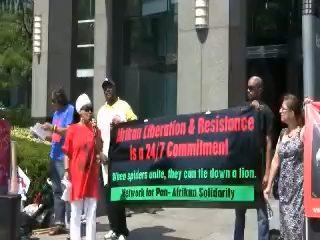 Afrikan Liberation & Resistance
is a 24/7 Commitment
When spiders unite, they can tie down a lion.
Network for Pan-Afrikan Solidarity